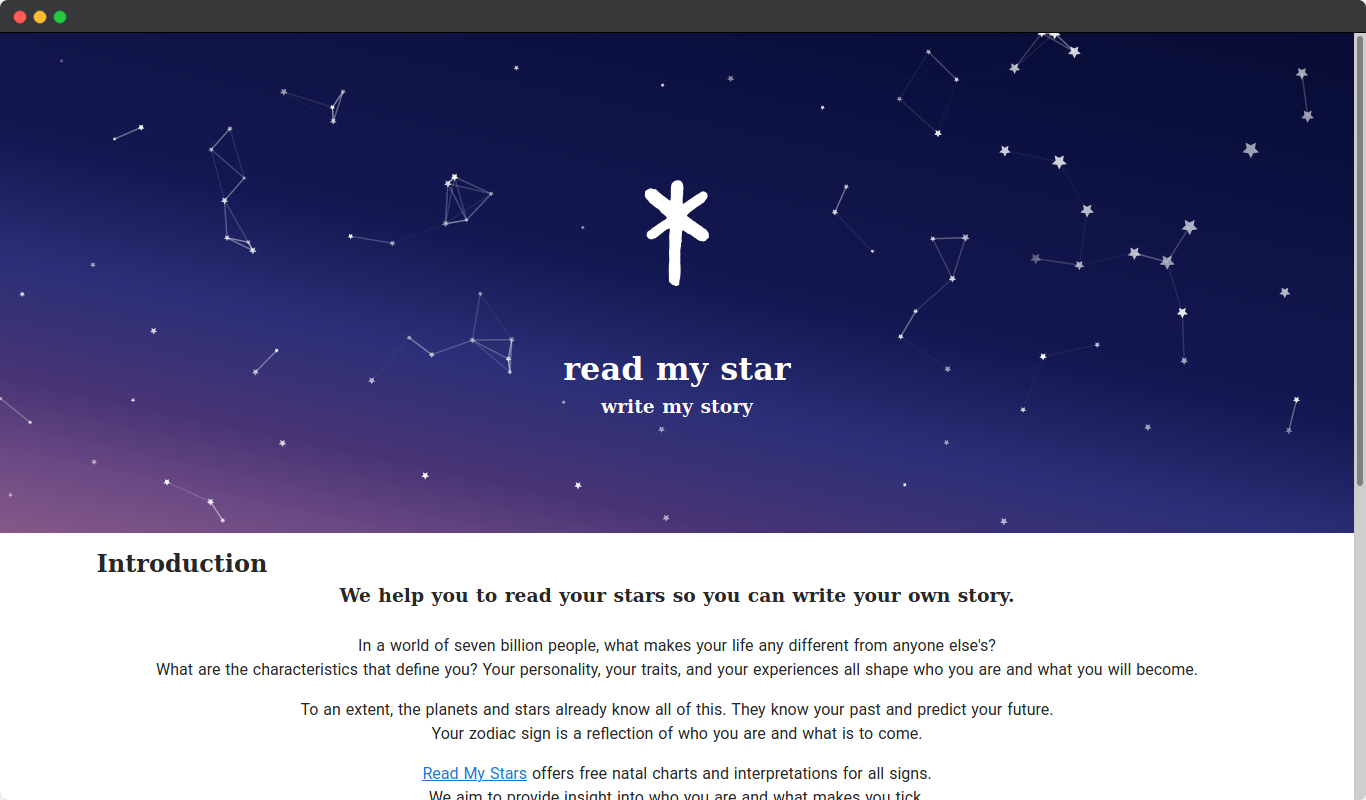 read my star
write my story
Introduction
We help you to read your stars so you can write your own story.
In a world of seven billion people, what makes your life any different from anyone else's?
What are the characteristics that define you? Your personality, your traits, and your experiences all shape who you are and what you will become.
To an extent, the planets and stars already know all of this. They know your past and predict your future.
Your zodiac sign is a reflection of who you are and what is to come.
Read My Stars offers free natal charts and interpretations for all signs.
We aim to provide insight into who you are and what makes you tick.